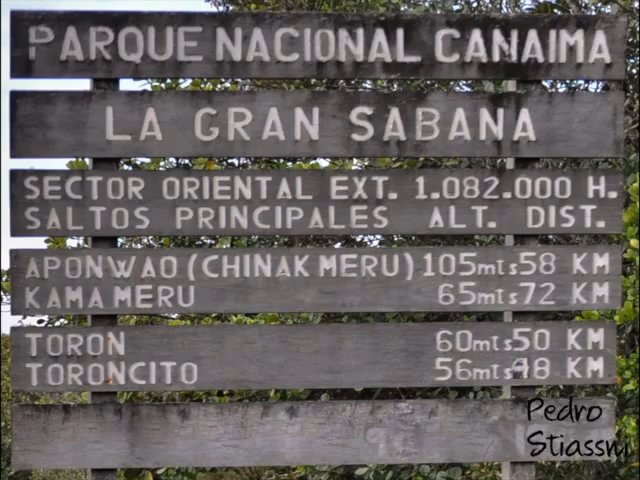 PARQUE NACIONAL CANAIMA
LA GRAN SABANA
SECTOR ORIENTAL EXT. 1.082.000 H.
SALTOS PRINCIPALES ALT. DIST.
APONWAO (CHINAK MERU) 105mts 58 KM
KAMA MERU 65mts 72 KM
TORON 60mts 50 KM
TORONCITO 56mts 48 KM
Pedro
Stiassni